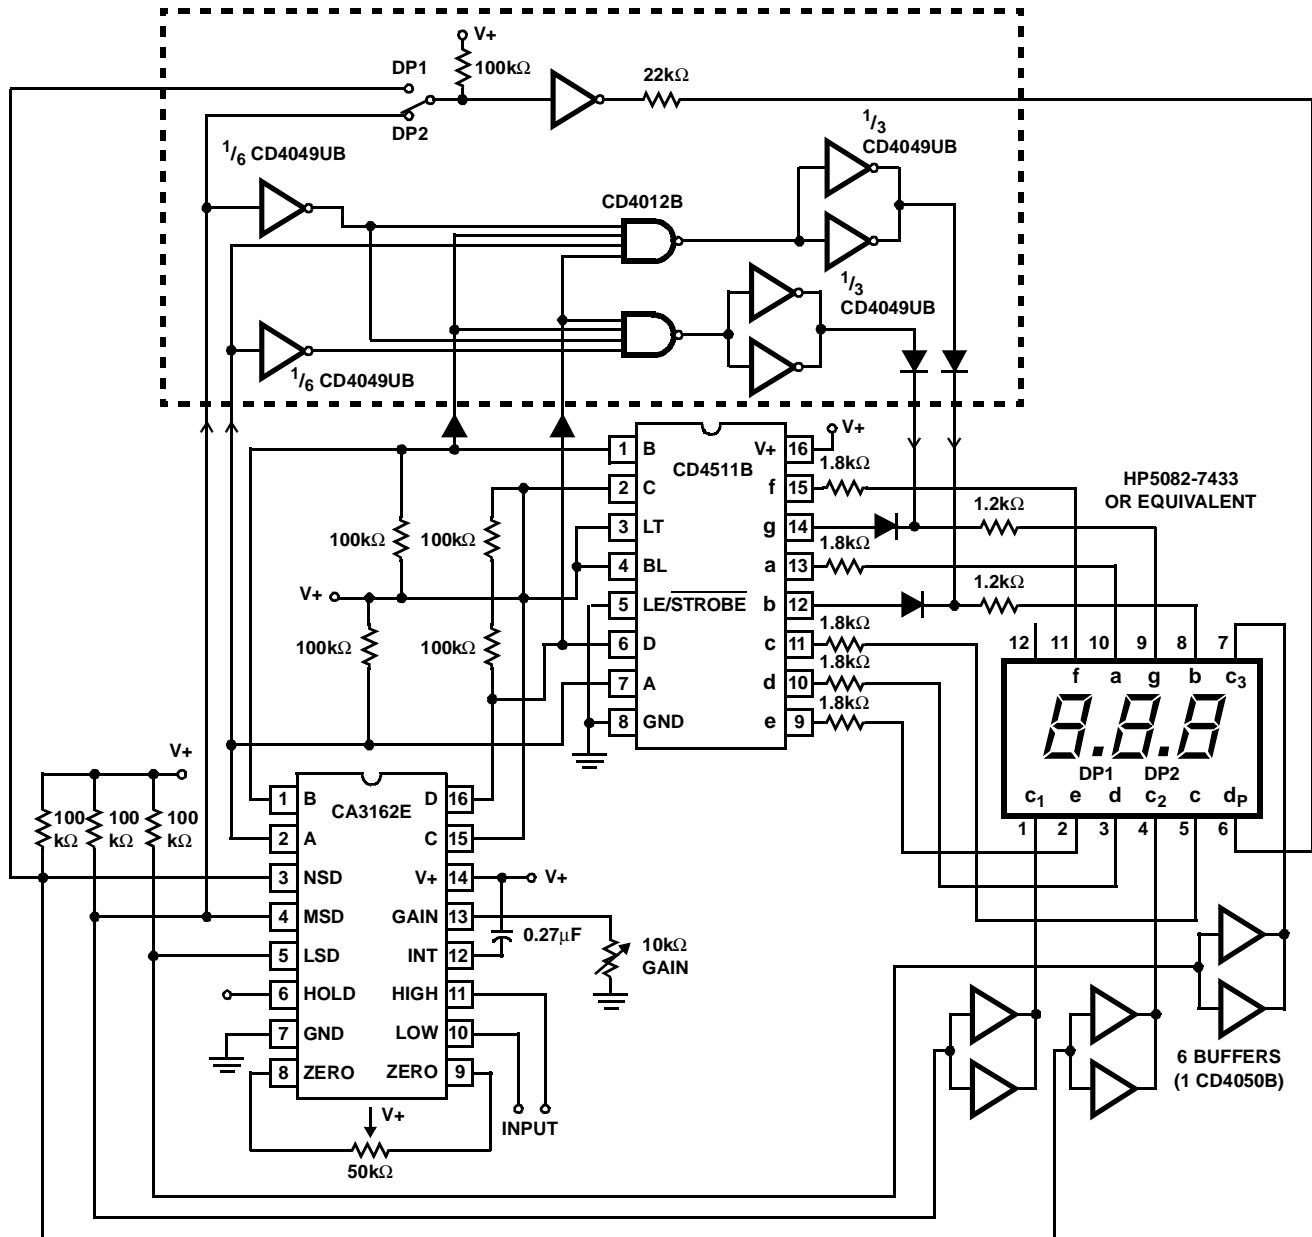 V+
DP1
100kΩ
22kΩ
DP2
1/6 CD4049UB
1/3
CD4049UB
CD4012B
1/3
CD4049UB
1/6 CD4049UB
V+
1 B
CD4511B
V+ 16
2 C
f 15
3 LT
g 14
4 BL
a 13
5 LE/STROBE
b 12
6 D
c 11
7 A
d 10
8 GND
e 9
1.8kΩ
1.8kΩ
1.8kΩ
1.8kΩ
1.8kΩ
1.2kΩ
1.2kΩ
HP5082-7433
OR EQUIVALENT
100kΩ
100kΩ
V+
100kΩ
100kΩ
12 11 10 9 8 7
f a g b c3
8.8.8
DP1 DP2
c1 e d c2 c dP
1 2 3 4 5 6
V+
100
kΩ
100
kΩ
100
kΩ
1 B
CA3162E
D 16
2 A
C 15
3 NSD
V+ 14
V+
4 MSD
GAIN 13
5 LSD
INT 12
0.27μF
10kΩ
GAIN
6 HOLD
HIGH 11
7 GND
LOW 10
8 ZERO
ZERO 9
V+
INPUT
50kΩ
6 BUFFERS
(1 CD4050B)